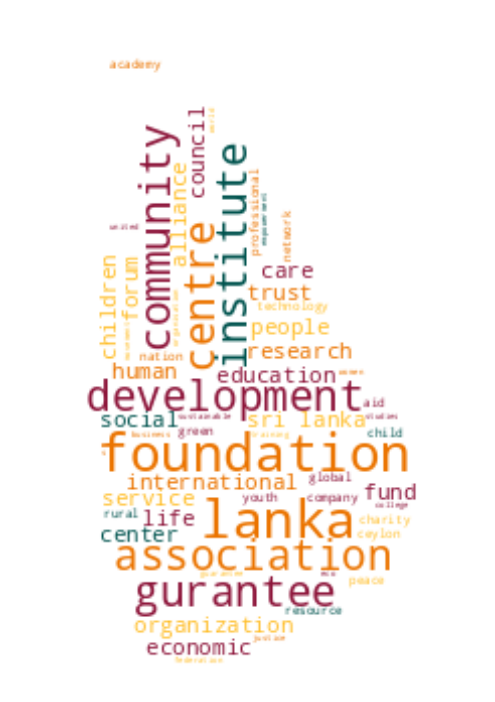 academy
world
council
community
institute
alliance
professional
empowerment
network
united
centre
children
forum
care
trust
technology
people
research
nation
human
education
women
development
aid
social
sustainable
sri lanka
studies
business
green
training
child
foundation
international
global
service
youth
company
fund
college
rural
life
lanka
charity
center
ceylon
association
guarantee
eco
peace
gurantee
resource
organization
justice
economic
federation